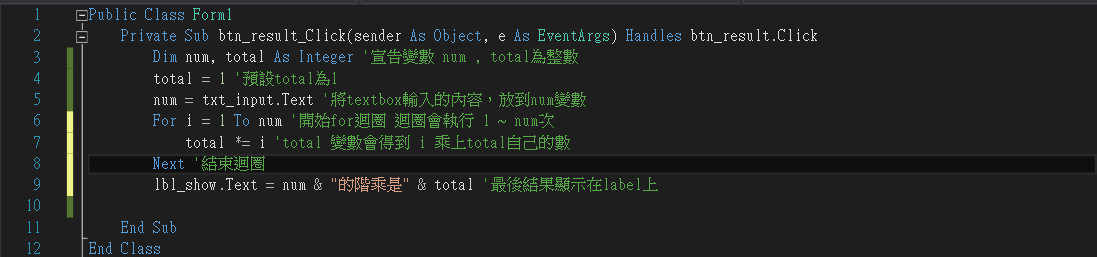 1 Public Class Form1
2 Private Sub btn_result_Click(sender As Object, e As EventArgs) Handles btn_result.Click
3 Dim num, total As Integer '宣告變數 num , total為整數
4 total = 1 '預設total為1
5 num = txt_input.Text '將textbox輸入的內容，放到num變數
6 For i = 1 To num '開始for迴圈 迴圈會執行 1 ~ num次
7 total *= i 'total 變數會得到 i 乘上total自己的數
8 Next '結束迴圈
9 lbl_show.Text = num & "的階乘是" & total '最後結果顯示在label上
10
11 End Sub
12 End Class